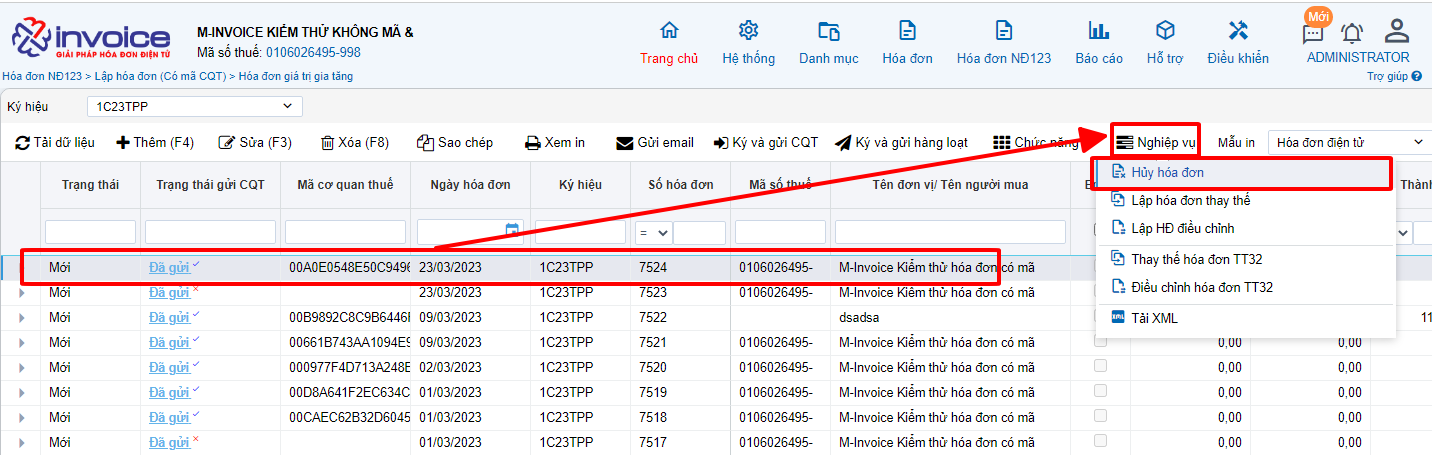 invoice
GIẢI PHÁP HÓA ĐƠN ĐIỆN TỬ
M-INVOICE KIỂM THỬ KHÔNG MÃ &
Mã số thuế: 0106026495-998
Trang chủ Hệ thống Danh mục Hóa đơn Hóa đơn NĐ123 Báo cáo Hỗ trợ Điều khiển
Mới
ADMINISTRATOR
Trợ giúp
Hóa đơn NĐ123 > Lập hóa đơn (Có mã CQT) > Hóa đơn giá trị gia tăng
Ký hiệu 1C23TPP
Tải dữ liệu Thêm (F4) Sửa (F3) Xóa (F8) Sao chép Xem in Gửi email Ký và gửi CQT Ký và gửi hàng loạt Chức năng Nghiệp vụ Mẫu in Hóa đơn điện tử
Hủy hóa đơn
Lập hóa đơn thay thế
Lập HĐ điều chỉnh
Thay thế hóa đơn TT32
Điều chỉnh hóa đơn TT32
Tải XML
Trạng thái Trạng thái gửi CQT Mã cơ quan thuế Ngày hóa đơn Ký hiệu Số hóa đơn Mã số thuế Tên đơn vị/ Tên người mua Thành
=
Mới Đã gửi 00A0E0548E50C9496 23/03/2023 1C23TPP 7524 0106026495- M-Invoice Kiểm thử hóa đơn có mã
Mới Đã gửi 23/03/2023 1C23TPP 7523 0106026495- M-Invoice Kiểm thử hóa đơn có mã
Mới Đã gửi 00B9892C8C9B6446 09/03/2023 1C23TPP 7522 dsadsa 11
Mới Đã gửi 00661B743AA1094E9 09/03/2023 1C23TPP 7521 0106026495- M-Invoice Kiểm thử hóa đơn có mã 0,00 0,00
Mới Đã gửi 000977F4D713A248E 02/03/2023 1C23TPP 7520 0106026495- M-Invoice Kiểm thử hóa đơn có mã 0,00 0,00
Mới Đã gửi 00D8A641F2EC634C 01/03/2023 1C23TPP 7519 0106026495- M-Invoice Kiểm thử hóa đơn có mã 0,00 0,00
Mới Đã gửi 00CAEC62B32D6045 01/03/2023 1C23TPP 7518 0106026495- M-Invoice Kiểm thử hóa đơn có mã 0,00 0,00
Mới Đã gửi 01/03/2023 1C23TPP 7517 0106026495- M-Invoice Kiểm thử hóa đơn có mã 0,00 0,00